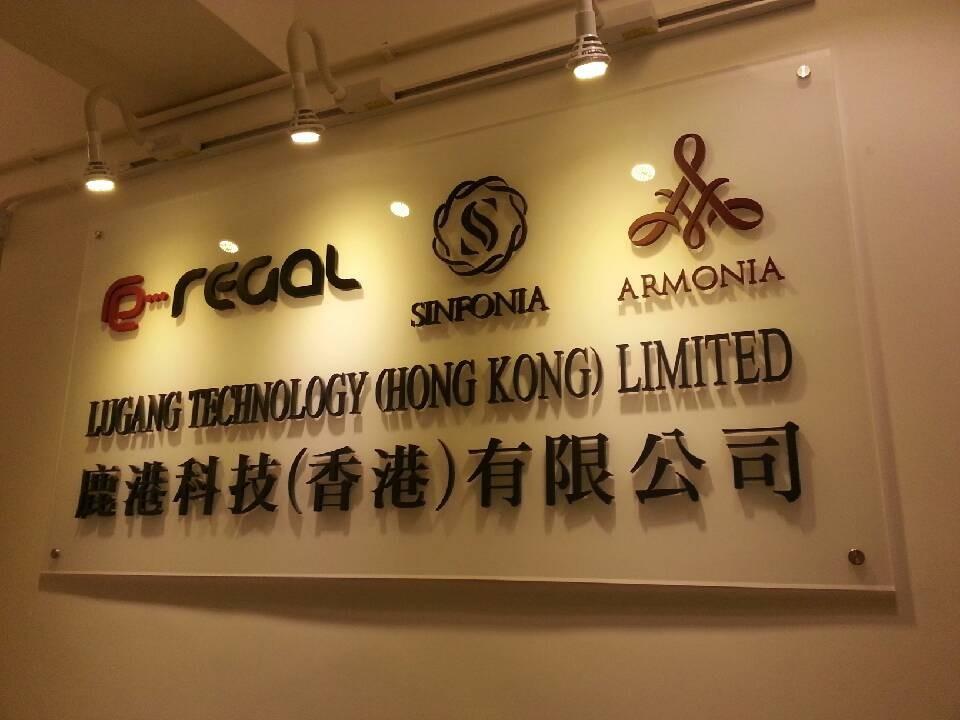 e···regal
S
SINFONIA
ARMONIA
LUGANG TECHNOLOGY (HONG KONG) LIMITED
鹿港科技(香港)有限公司